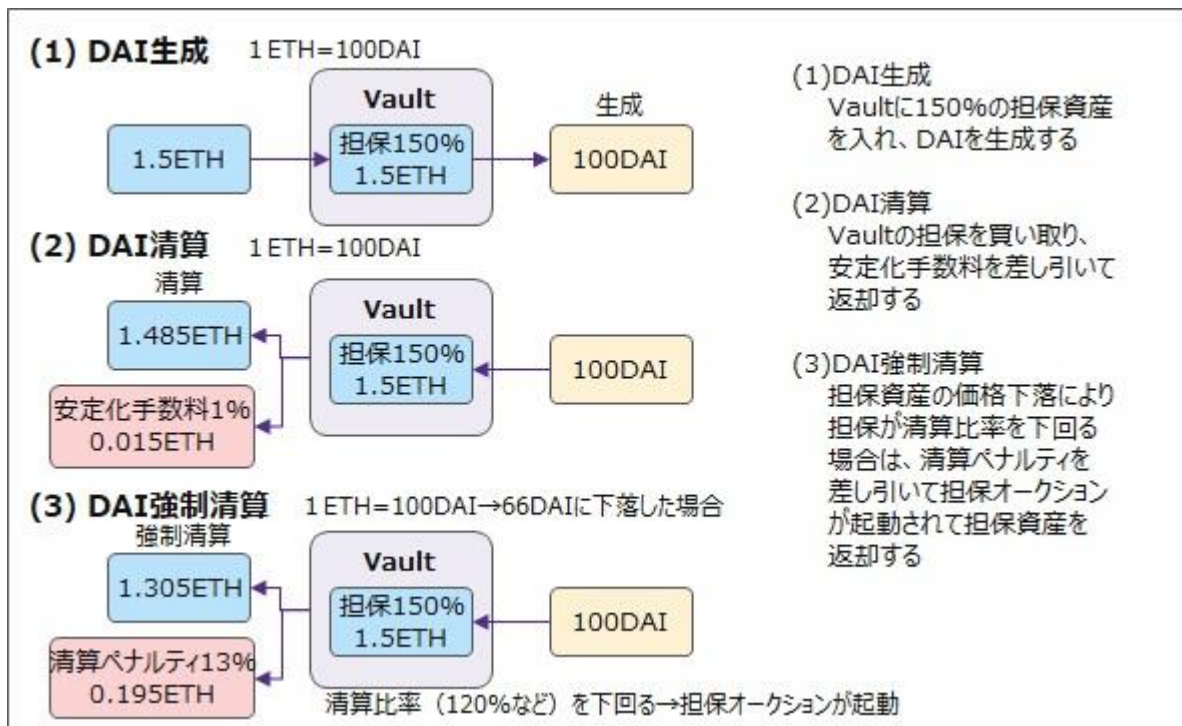 (1) DAI生成 1ETH=100DAI
Vault
生成
1.5ETH
担保150%
1.5ETH
100DAI
(2) DAI清算 1ETH=100DAI
清算
Vault
1.485ETH
担保150%
1.5ETH
100DAI
安定化手数料1%
0.015ETH
(3) DAI強制清算 1ETH=100DAI→66DAIに下落した場合
強制清算
Vault
1.305ETH
担保150%
1.5ETH
100DAI
清算ペナルティ13%
0.195ETH
清算比率（120%など）を下回る→担保オークションが起動
(1)DAI生成
Vaultに150%の担保資産
を入れ、DAIを生成する
(2)DAI清算
Vaultの担保を買い取り、
安定化手数料を差し引いて
返却する
(3)DAI強制清算
担保資産の価格下落により
担保が清算比率を下回る
場合は、清算ペナルティを
差し引いて担保オークション
が起動されて担保資産を
返却する